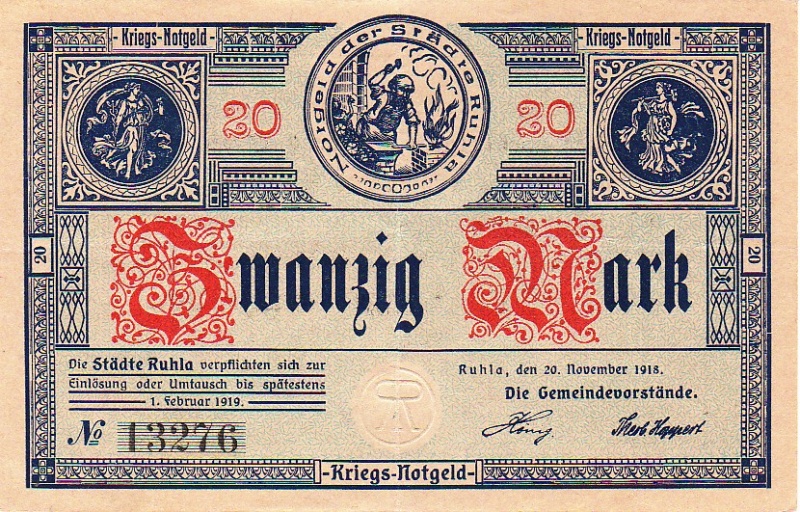 -Kriegs-Notgeld-
Notgeld der Städte Ruhla
-Kriegs-Notgeld-
20
20
20
Zwanzig Mark
20
Die Städte Ruhla verpflichten sich zur
Einlösung oder Umtausch bis spätestens
1. Februar 1919.
Ruhla, den 20. November 1918.
Die Gemeindevorstände.
No 13276
R
König
-Kriegs-Notgeld-